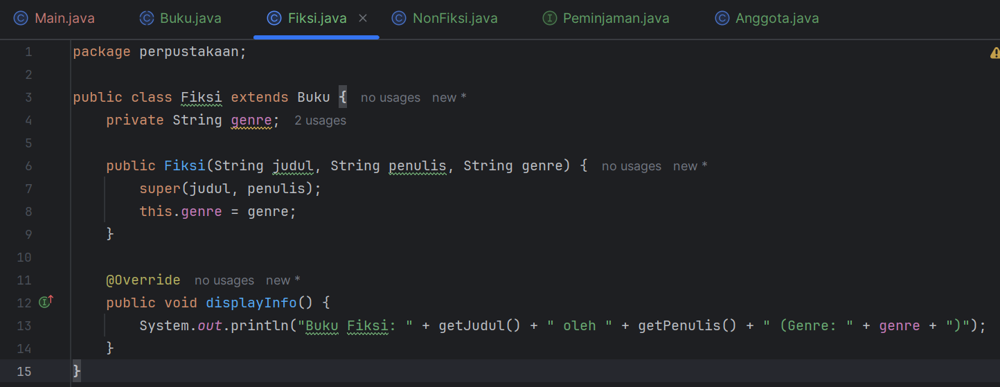 Main.java Buku.java Fiksi.java NonFiksi.java Peminjaman.java Anggota.java
1 package perpustakaan;
2
3 public class Fiksi extends Buku { no usages new *
4     private String genre; 2 usages
5
6     public Fiksi(String judul, String penulis, String genre) { no usages new *
7         super(judul, penulis);
8         this.genre = genre;
9     }
10
11     @Override no usages new *
12     public void displayInfo() {
13         System.out.println("Buku Fiksi: " + getJudul() + " oleh " + getPenulis() + " (Genre: " + genre + ")");
14     }
15 }